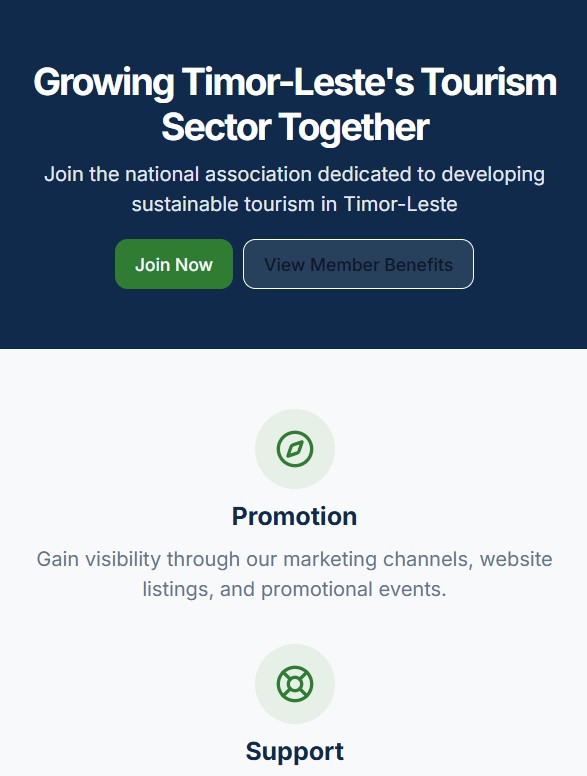 Growing Timor-Leste's Tourism
Sector Together
Join the national association dedicated to developing
sustainable tourism in Timor-Leste
Join Now
View Member Benefits
Promotion
Gain visibility through our marketing channels, website
listings, and promotional events.
Support